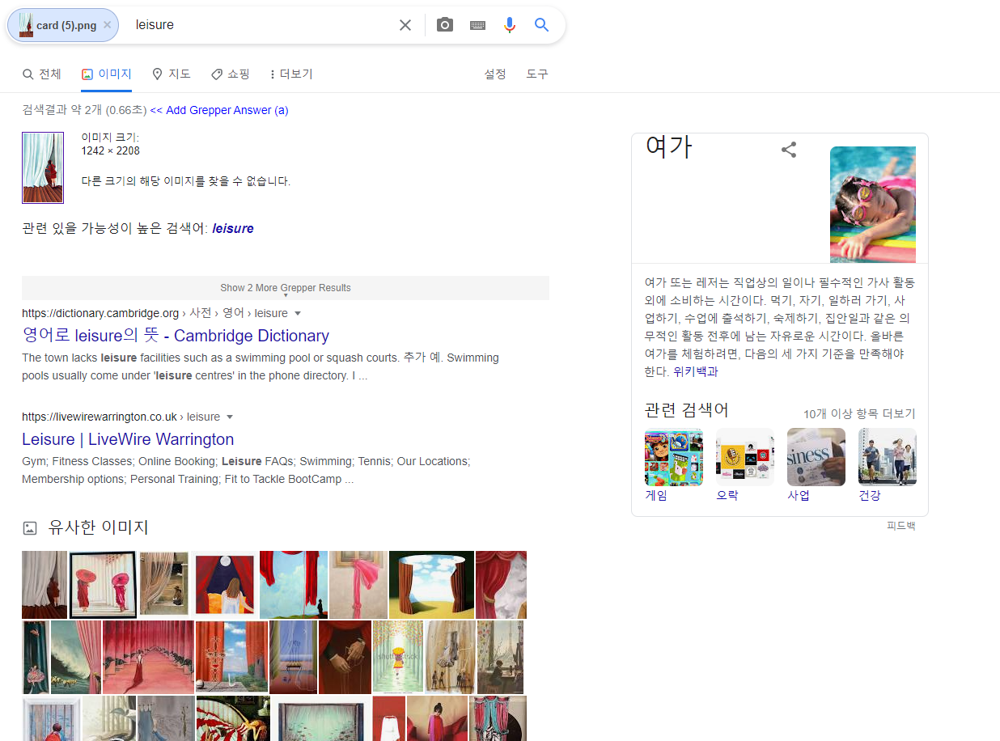 card (5).png × leisure
전체 이미지 지도 쇼핑 더보기 설정 도구
검색결과 약 2개 (0.66초) << Add Grepper Answer (a)
이미지 크기:
1242 × 2208
다른 크기의 해당 이미지를 찾을 수 없습니다.
관련 있을 가능성이 높은 검색어: leisure
Show 2 More Grepper Results
https://dictionary.cambridge.org › 사전 › 영어 › leisure
영어로 leisure의 뜻 - Cambridge Dictionary
The town lacks leisure facilities such as a swimming pool or squash courts. 추가 예. Swimming
pools usually come under 'leisure centres' in the phone directory. I ...
https://livewirewarrington.co.uk › leisure
Leisure | LiveWire Warrington
Gym; Fitness Classes; Online Booking; Leisure FAQs; Swimming; Tennis; Our Locations;
Membership options; Personal Training; Fit to Tackle BootCamp ...
유사한 이미지
여가
여가 또는 레저는 직업상의 일이나 필수적인 가사 활동
외에 소비하는 시간이다. 먹기, 자기, 일하러 가기, 사
업하기, 수업에 출석하기, 숙제하기, 집안일과 같은 의
무적인 활동 전후에 남는 자유로운 시간이다. 올바른
여가를 체험하려면, 다음의 세 가지 기준을 만족해야
한다. 위키백과
관련 검색어 10개 이상 항목 더보기
siness
게임 오락 사업 건강
피드백